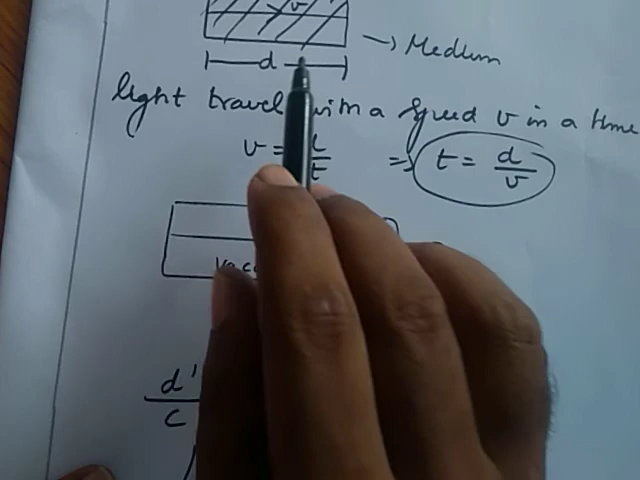 v
d → Medium
light travel with a speed v in a time
v = t ⇒ t = d/v
d'/c